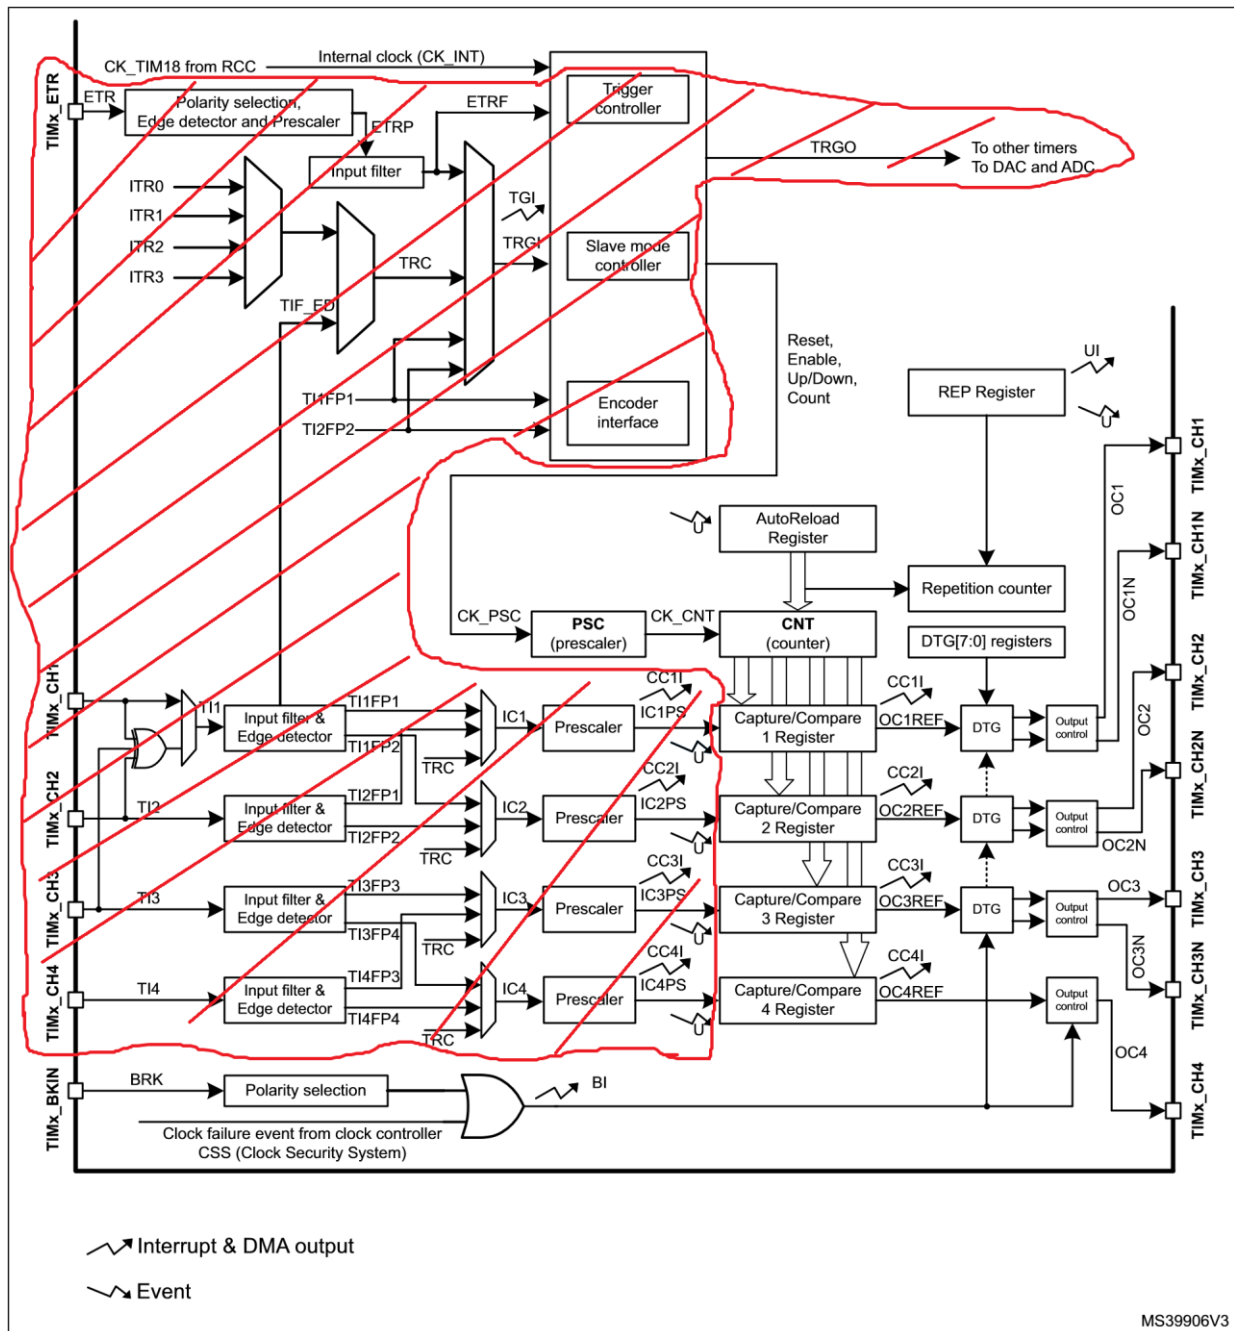 Internal clock (CK_INT)
CK_TIM18 from RCC
TIMx_ETR
ETR
Polarity selection,
Edge detector and Prescaler
ETRP
ETRF
Trigger
controller
Input filter
TRGO
To other timers
To DAC and ADC
ITR0
ITR1
ITR2
ITR3
TGI
TRGI
TRC
TIF_ED
Slave mode
controller
TI1FP1
TI2FP2
Encoder
interface
Reset,
Enable,
Up/Down,
Count
UI
REP Register
U
AutoReload
Register
U
Repetition counter
CK_PSC
PSC
(prescaler)
CK_CNT
CNT
(counter)
DTG[7:0] registers
TIMx_CH1
TI1
Input filter &
Edge detector
TI1FP1
TI1FP2
TRC
IC1
Prescaler
CC1I
IC1PS
U
Capture/Compare
1 Register
CC1I
OC1REF
DTG
Output
control
OC1
TIMx_CH1
OC1N
TIMx_CH1N
TIMx_CH2
TI2
Input filter &
Edge detector
TI2FP1
TI2FP2
TRC
IC2
Prescaler
CC2I
IC2PS
U
Capture/Compare
2 Register
CC2I
OC2REF
DTG
Output
control
OC2
TIMx_CH2
OC2N
TIMx_CH2N
TIMx_CH3
TI3
Input filter &
Edge detector
TI3FP3
TI3FP4
TRC
IC3
Prescaler
CC3I
IC3PS
U
Capture/Compare
3 Register
CC3I
OC3REF
DTG
Output
control
OC3
TIMx_CH3
OC3N
TIMx_CH3N
TIMx_CH4
TI4
Input filter &
Edge detector
TI4FP3
TI4FP4
TRC
IC4
Prescaler
CC4I
IC4PS
U
Capture/Compare
4 Register
CC4I
OC4REF
Output
control
OC4
TIMx_CH4
TIMx_BKIN
BRK
Polarity selection
BI
Clock failure event from clock controller
CSS (Clock Security System)
Interrupt & DMA output
Event
MS39906V3